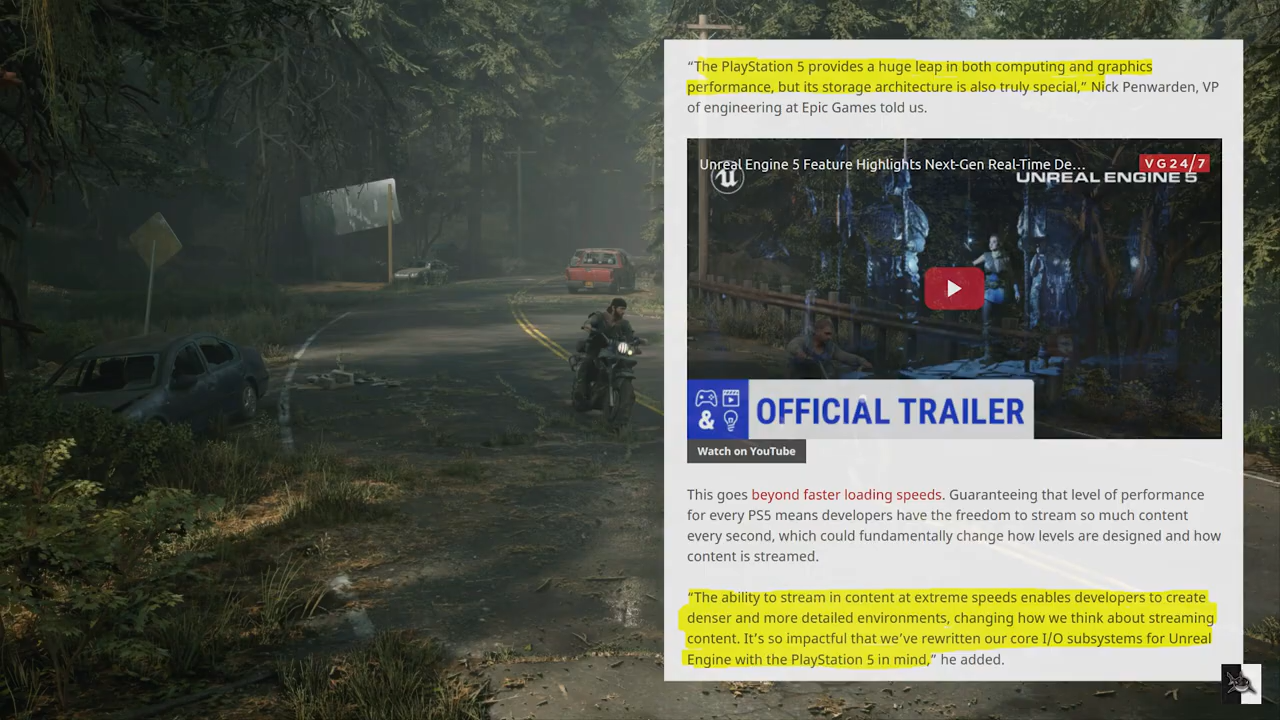 “The PlayStation 5 provides a huge leap in both computing and graphics
performance, but its storage architecture is also truly special,” Nick Penwarden, VP
of engineering at Epic Games told us.
Unreal Engine 5 Feature Highlights Next-Gen Real-Time De...
VG24/7
UNREAL ENGINE 5
&
OFFICIAL TRAILER
Watch on YouTube
This goes beyond faster loading speeds. Guaranteeing that level of performance
for every PS5 means developers have the freedom to stream so much content
every second, which could fundamentally change how levels are designed and how
content is streamed.
“The ability to stream in content at extreme speeds enables developers to create
denser and more detailed environments, changing how we think about streaming
content. It’s so impactful that we’ve rewritten our core I/O subsystems for Unreal
Engine with the PlayStation 5 in mind,” he added.